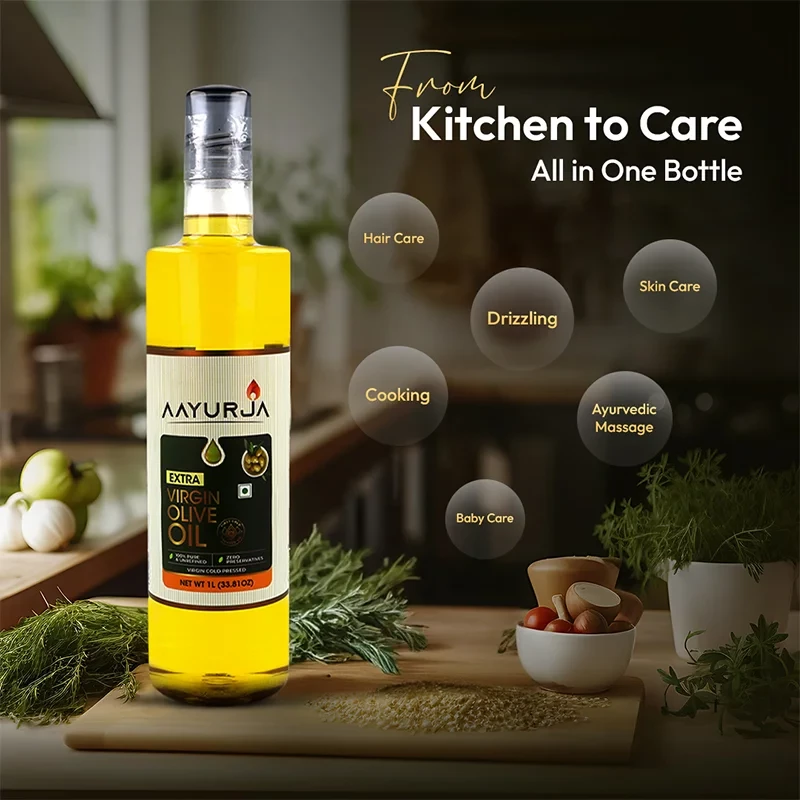 From
Kitchen to Care
All in One Bottle
Hair Care
Skin Care
Drizzling
Cooking
Ayurvedic
Massage
Baby Care
AAYURJA
EXTRA
VIRGIN
OLIVE
OIL
100% PURE
& UNREFINED
ZERO
PRESERVATIVES
VIRGIN COLD PRESSED
NET WT 1L (33.81OZ)